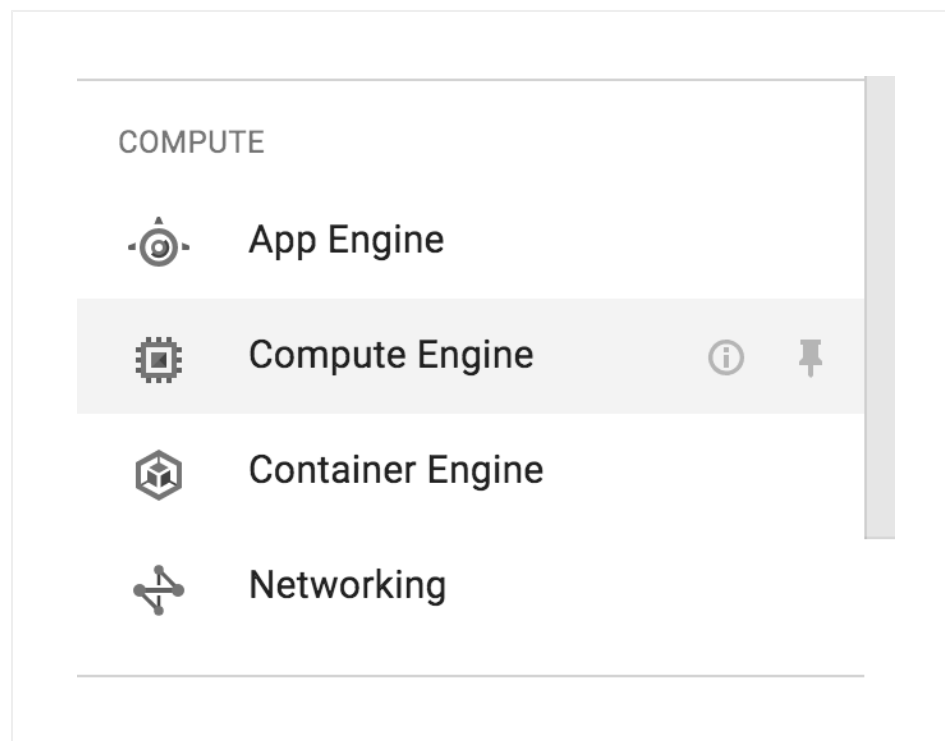 COMPUTE
App Engine
Compute Engine
Container Engine
Networking